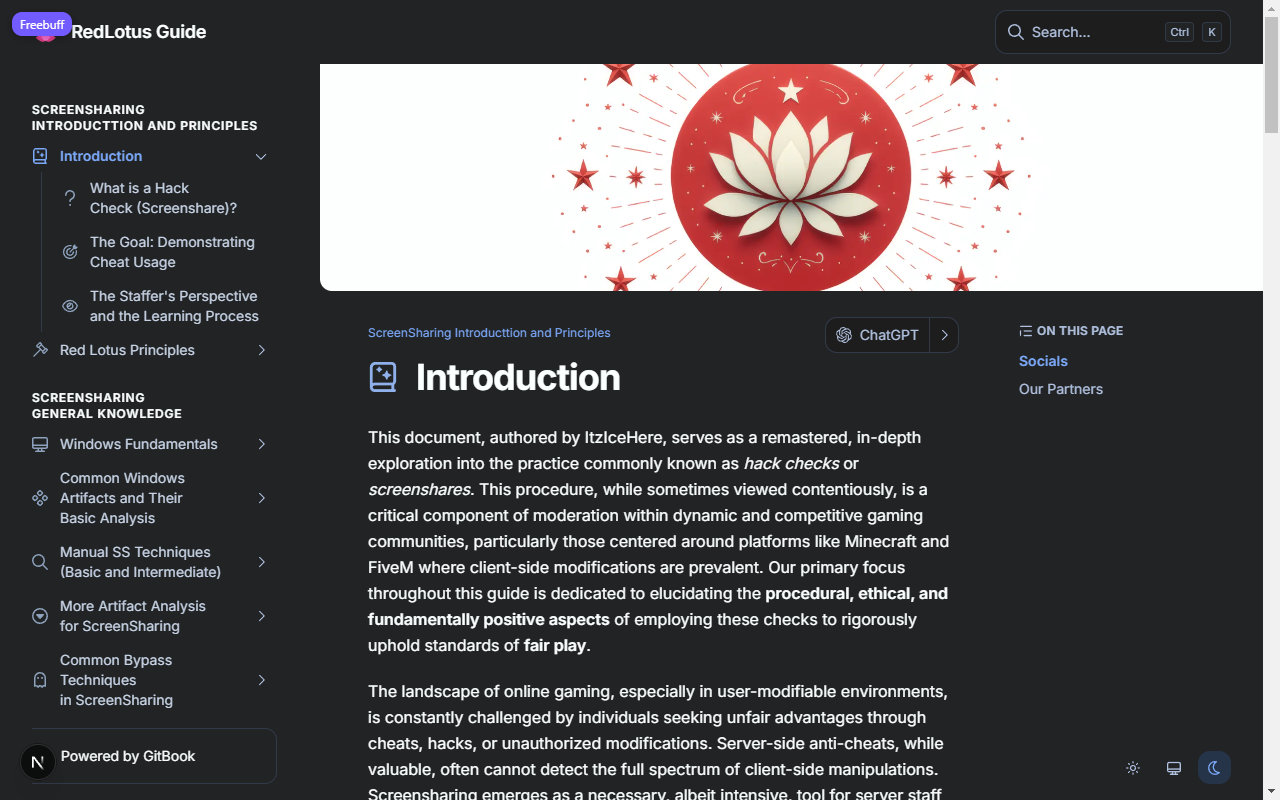 Freebuff
RedLotus Guide
Search...
Ctrl
K
SCREENSHARING
INTRODUCTTION AND PRINCIPLES
Introduction
What is a Hack
Check (Screenshare)?
The Goal: Demonstrating
Cheat Usage
The Staffer's Perspective
and the Learning Process
Red Lotus Principles
SCREENSHARING
GENERAL KNOWLEDGE
Windows Fundamentals
Common Windows
Artifacts and Their
Basic Analysis
Manual SS Techniques
(Basic and Intermediate)
More Artifact Analysis
for ScreenSharing
Common Bypass
Techniques
in ScreenSharing
N
Powered by GitBook
ScreenSharing Introducttion and Principles
ChatGPT
Introduction
This document, authored by ItzIceHere, serves as a remastered, in-depth
exploration into the practice commonly known as hack checks or
screenshares. This procedure, while sometimes viewed contentiously, is a
critical component of moderation within dynamic and competitive gaming
communities, particularly those centered around platforms like Minecraft and
FiveM where client-side modifications are prevalent. Our primary focus
throughout this guide is dedicated to elucidating the procedural, ethical, and
fundamentally positive aspects of employing these checks to rigorously
uphold standards of fair play.
The landscape of online gaming, especially in user-modifiable environments,
is constantly challenged by individuals seeking unfair advantages through
cheats, hacks, or unauthorized modifications. Server-side anti-cheats, while
valuable, often cannot detect the full spectrum of client-side manipulations.
Screensharing emerges as a necessary, albeit intensive, tool for server staff
ON THIS PAGE
Socials
Our Partners